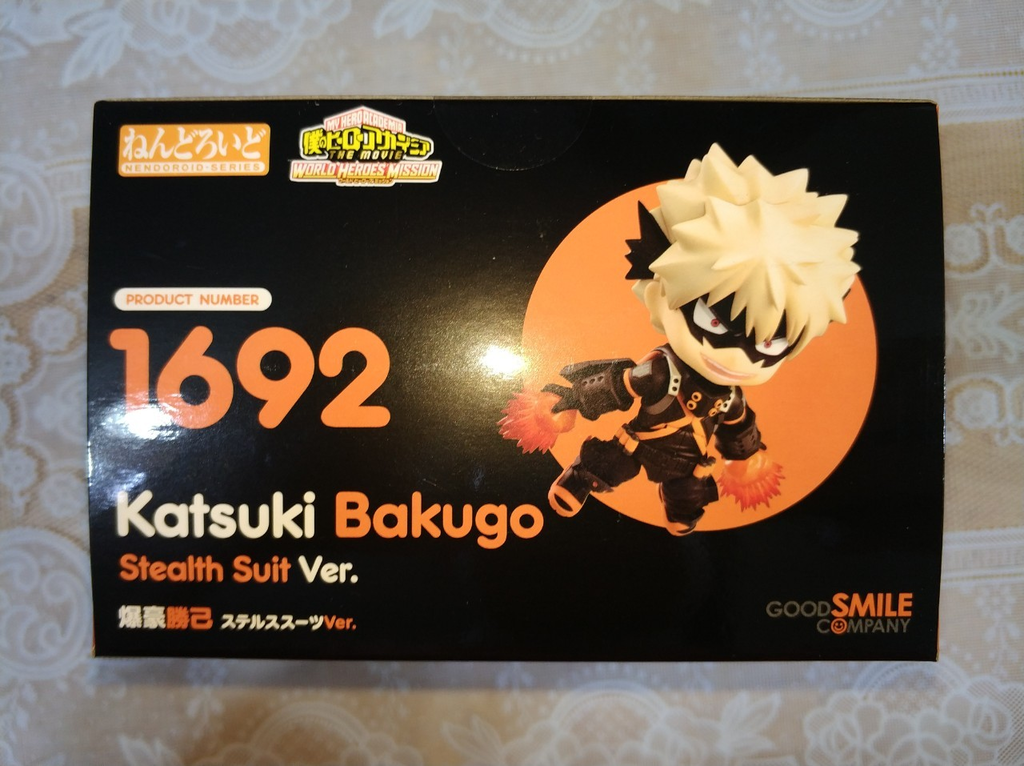 ねんどろいど
NENDOROID-SERIES
MY HERO ACADEMIA
僕のヒーローアカデミア
THE MOVIE
WORLD HEROES MISSION
PRODUCT NUMBER
1692
Katsuki Bakugo
Stealth Suit Ver.
爆豪勝己 ステルススーツVer.
GOOD SMILE
COMPANY